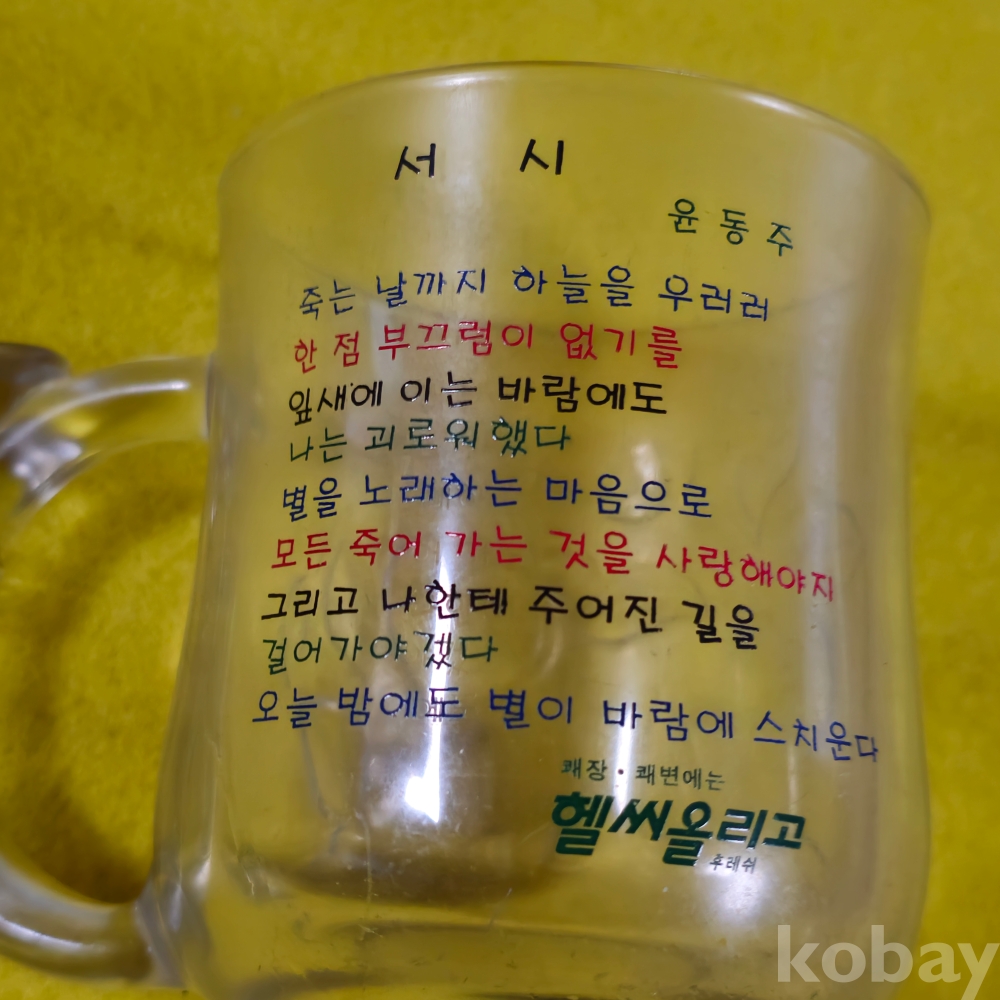 서 시
윤동주
죽는 날까지 하늘을 우러러
한 점 부끄럼이 없기를
잎새에 이는 바람에도
나는 괴로워했다
별을 노래하는 마음으로
모든 죽어 가는 것을 사랑해야지
그리고 나한테 주어진 길을
걸어가야겠다
오늘 밤에도 별이 바람에 스치운다
쾌장·쾌변에는
헬씨올리고
후레쉬
kobay